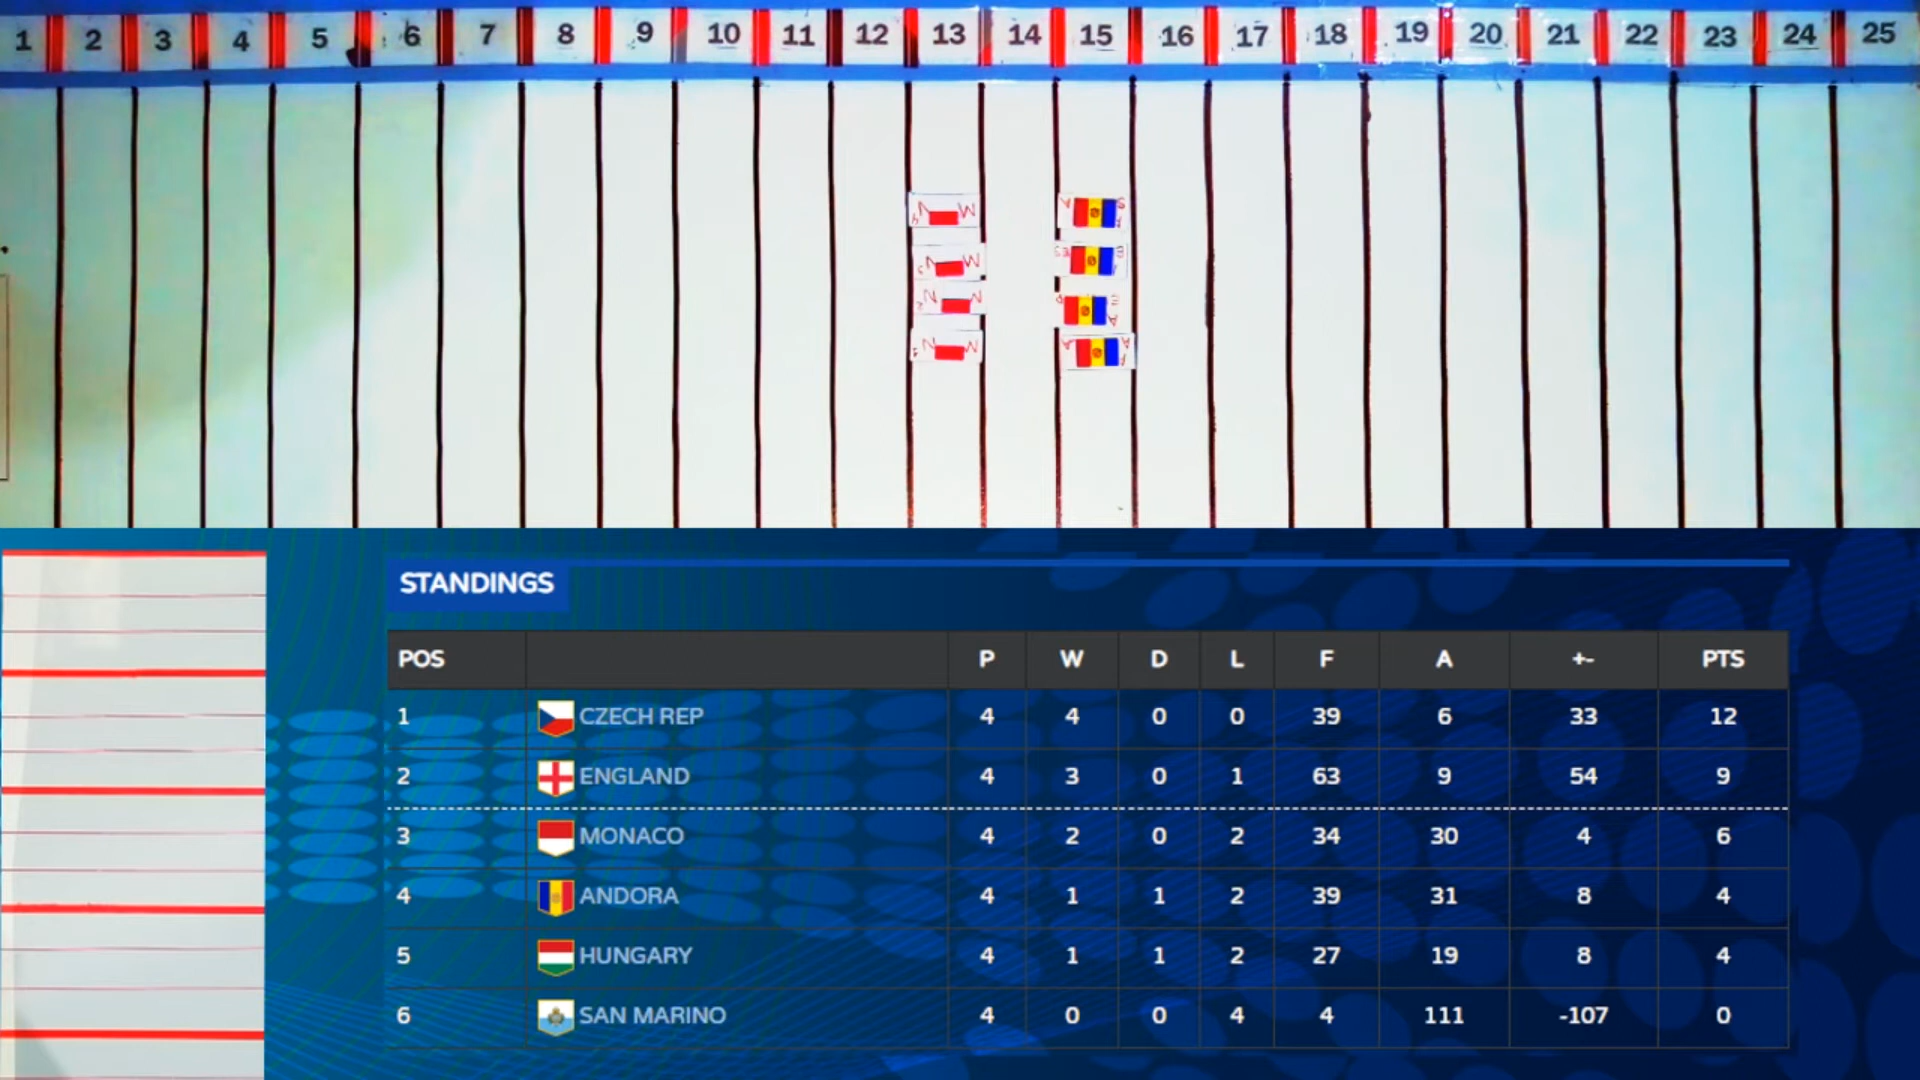 1 2 3 4 5 6 7 8 9 10 11 12 13 14 15 16 17 18 19 20 21 22 23 24 25
STANDINGS
POS P W D L F A +- PTS
1 CZECH REP 4 4 0 0 39 6 33 12
2 ENGLAND 4 3 0 1 63 9 54 9
3 MONACO 4 2 0 2 34 30 4 6
4 ANDORA 4 1 1 2 39 31 8 4
5 HUNGARY 4 1 1 2 27 19 8 4
6 SAN MARINO 4 0 0 4 4 111 -107 0